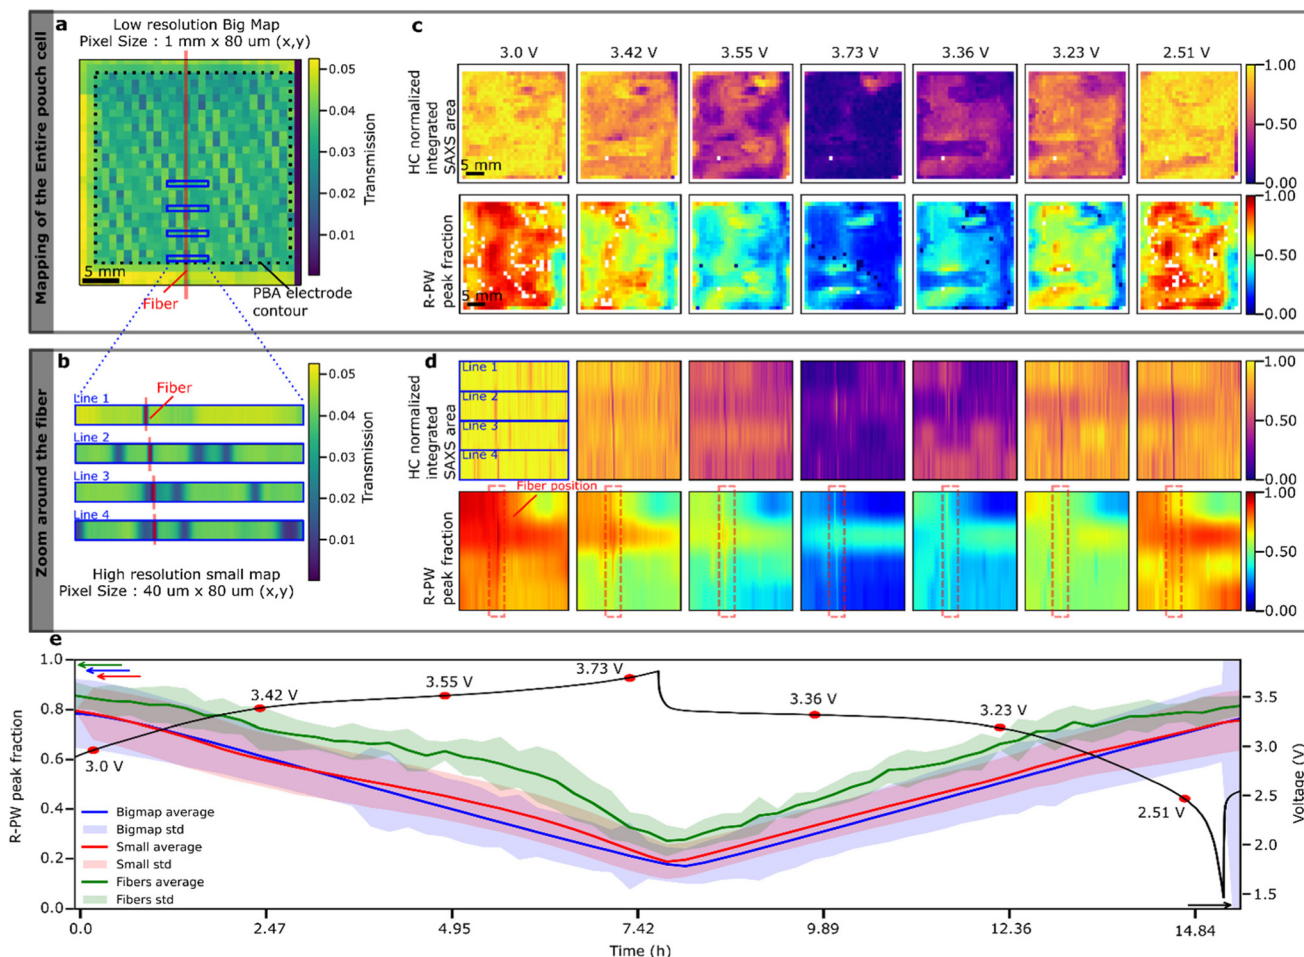 Mapping of the Entire pouch cell
a
Low resolution Big Map
Pixel Size : 1 mm x 80 um (x,y)
5 mm
Fiber
PBA electrode
contour
0.05
0.04
0.03
0.02
0.01
Transmission
c
3.0 V
3.42 V
3.55 V
3.73 V
3.36 V
3.23 V
2.51 V
HC normalized
integrated
SAXS area
5 mm
1.00
0.50
0.00
R-PW
peak fraction
5 mm
1.00
0.50
0.00
Zoom around the fiber
b
Fiber
Line 1
Line 2
Line 3
Line 4
High resolution small map
Pixel Size : 40 um x 80 um (x,y)
0.05
0.04
0.03
0.02
0.01
Transmission
d
HC normalized
integrated
SAXS area
Line 1
Line 2
Line 3
Line 4
1.00
0.50
0.00
R-PW
peak fraction
Fiber position
1.00
0.50
0.00
e
R-PW peak fraction
1.0
0.8
0.6
0.4
0.2
0.0
3.0 V
3.42 V
3.55 V
3.73 V
3.36 V
3.23 V
2.51 V
Bigmap average
Bigmap std
Small average
Small std
Fibers average
Fibers std
3.5
3.0
2.5
2.0
1.5
Voltage (V)
0.0
2.47
4.95
7.42
9.89
12.36
14.84
Time (h)